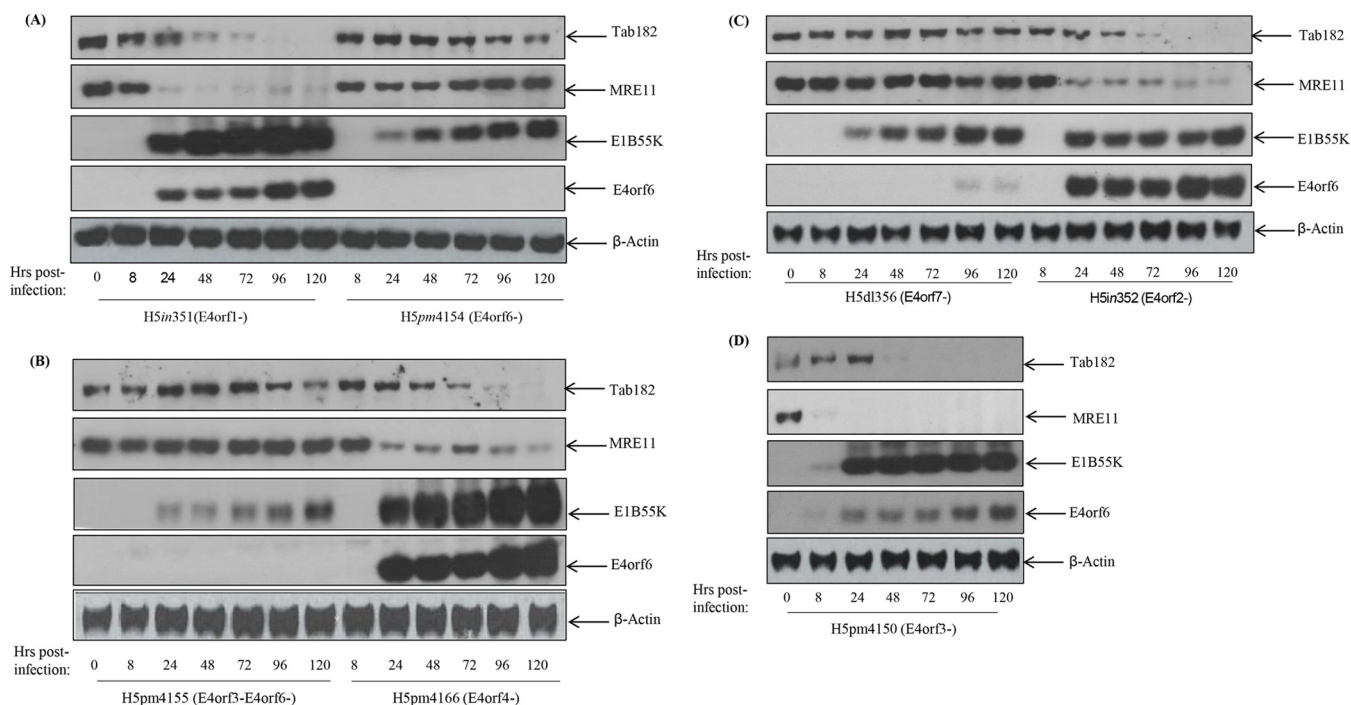 (A)
Tab182
MRE11
E1B55K
E4orf6
β-Actin
Hrs post-
infection:
0 8 24 48 72 96 120 8 24 48 72 96 120
H5in351(E4orf1-) H5pm4154 (E4orf6-)
(B)
Tab182
MRE11
E1B55K
E4orf6
β-Actin
Hrs post-
infection:
0 8 24 48 72 96 120 8 24 48 72 96 120
H5pm4155 (E4orf3-E4orf6-) H5pm4166 (E4orf4-)
(C)
Tab182
MRE11
E1B55K
E4orf6
β-Actin
Hrs post-
infection:
0 8 24 48 72 96 120 8 24 48 72 96 120
H5dl356 (E4orf7-) H5in352 (E4orf2-)
(D)
Tab182
MRE11
E1B55K
E4orf6
β-Actin
Hrs post-
infection:
0 8 24 48 72 96 120
H5pm4150 (E4orf3-)